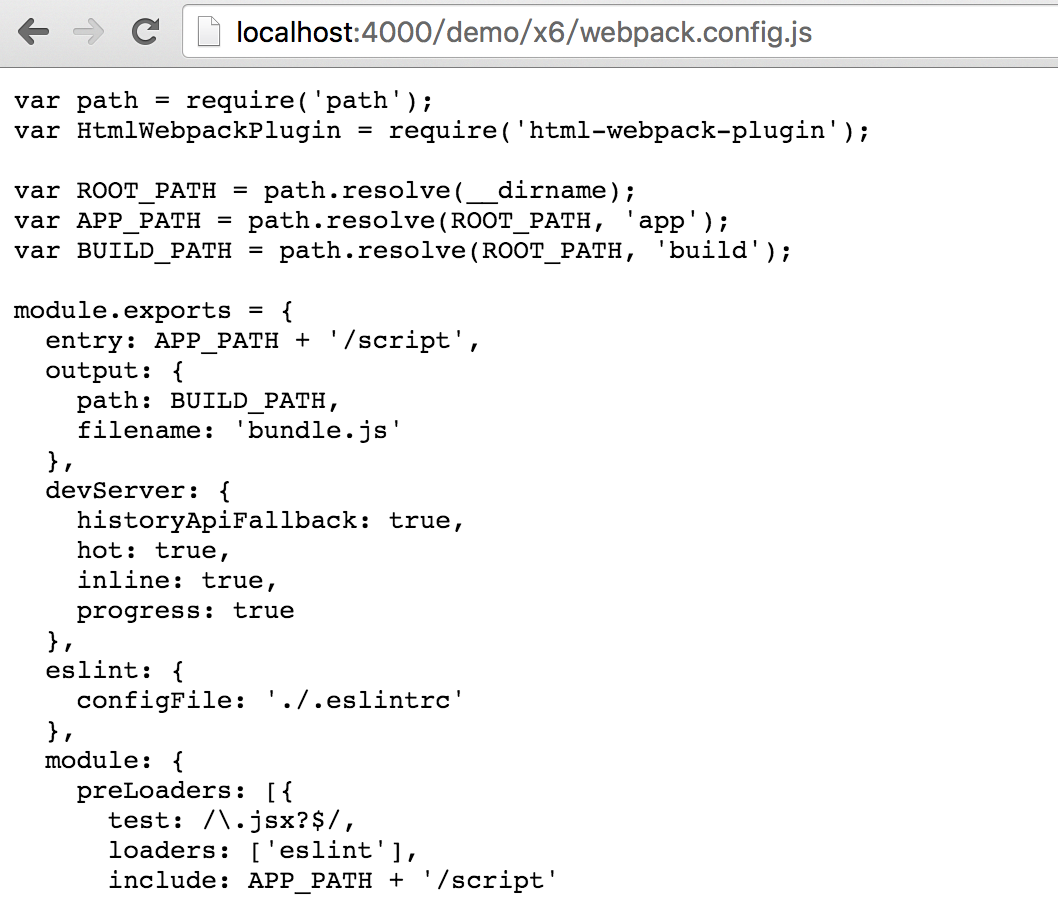 localhost:4000/demo/x6/webpack.config.js
var path = require('path');
var HtmlWebpackPlugin = require('html-webpack-plugin');
var ROOT_PATH = path.resolve(__dirname);
var APP_PATH = path.resolve(ROOT_PATH, 'app');
var BUILD_PATH = path.resolve(ROOT_PATH, 'build');
module.exports = {
  entry: APP_PATH + '/script',
  output: {
    path: BUILD_PATH,
    filename: 'bundle.js'
  },
  devServer: {
    historyApiFallback: true,
    hot: true,
    inline: true,
    progress: true
  },
  eslint: {
    configFile: './.eslintrc'
  },
  module: {
    preLoaders: [{
      test: /\.jsx?$/,
      loaders: ['eslint'],
      include: APP_PATH + '/script'